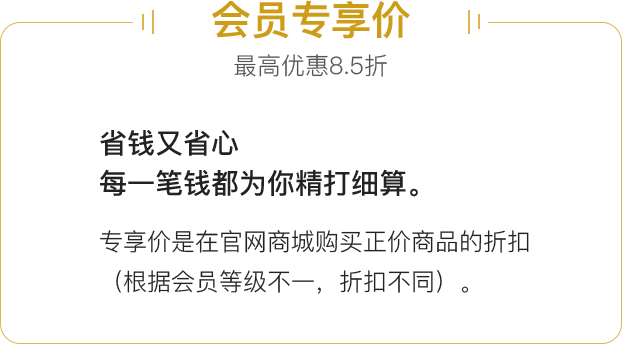 会员专享价
最高优惠8.5折
省钱又省心
每一笔钱都为你精打细算。
专享价是在官网商城购买正价商品的折扣
（根据会员等级不一，折扣不同）。